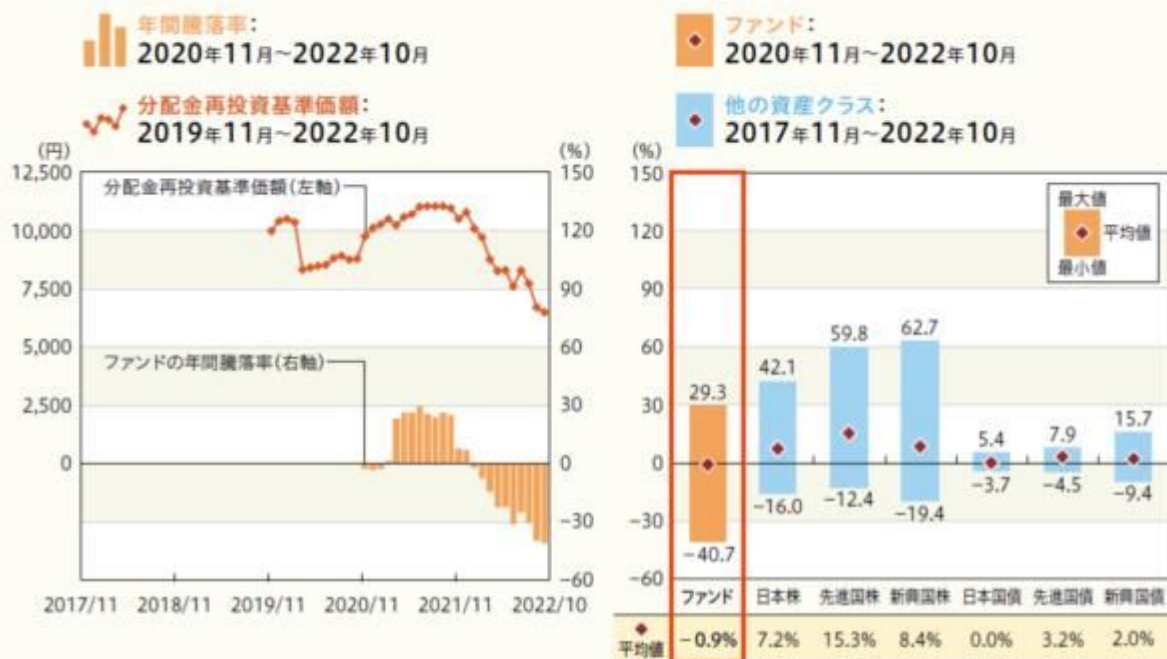 年間騰落率：
2020年11月～2022年10月
分配金再投資基準価額：
2019年11月～2022年10月
(円)
(%)
12,500
10,000
7,500
5,000
2,500
0
150
120
90
60
30
0
−30
−60
分配金再投資基準価額(左軸)
ファンドの年間騰落率(右軸)
2017/11 2018/11 2019/11 2020/11 2021/11 2022/10
ファンド：
2020年11月～2022年10月
他の資産クラス：
2017年11月～2022年10月
(%)
150
120
90
60
30
0
−30
−60
最大値
平均値
最小値
29.3 42.1 59.8 62.7 5.4 7.9 15.7
−40.7 −16.0 −12.4 −19.4 −3.7 −4.5 −9.4
ファンド 日本株 先進国株 新興国株 日本国債 先進国債 新興国債
平均値 −0.9% 7.2% 15.3% 8.4% 0.0% 3.2% 2.0%